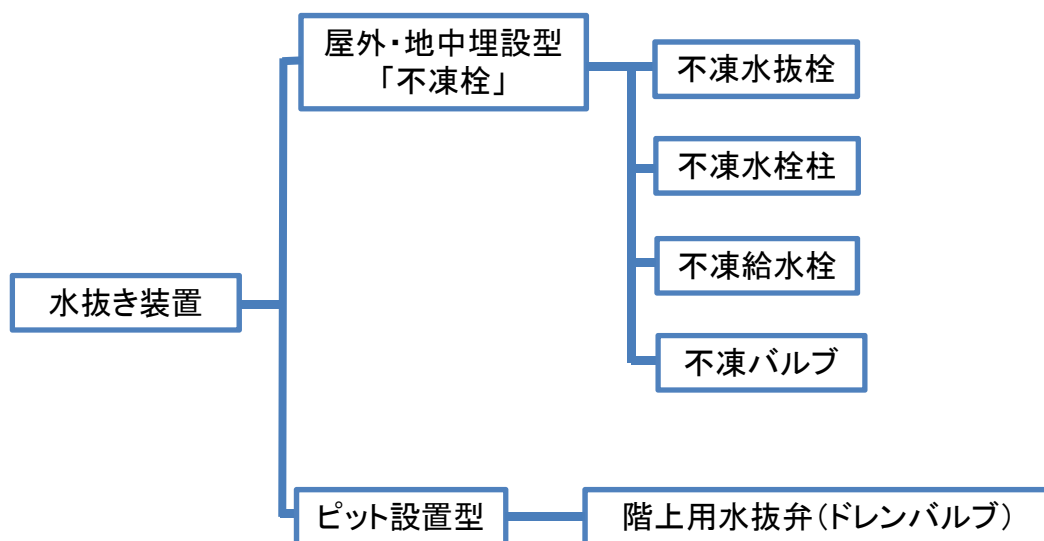 屋外・地中埋設型
「不凍栓」
不凍水抜栓
不凍水栓柱
不凍給水栓
水抜き装置
不凍バルブ
ピット設置型
階上用水抜弁(ドレンバルブ)